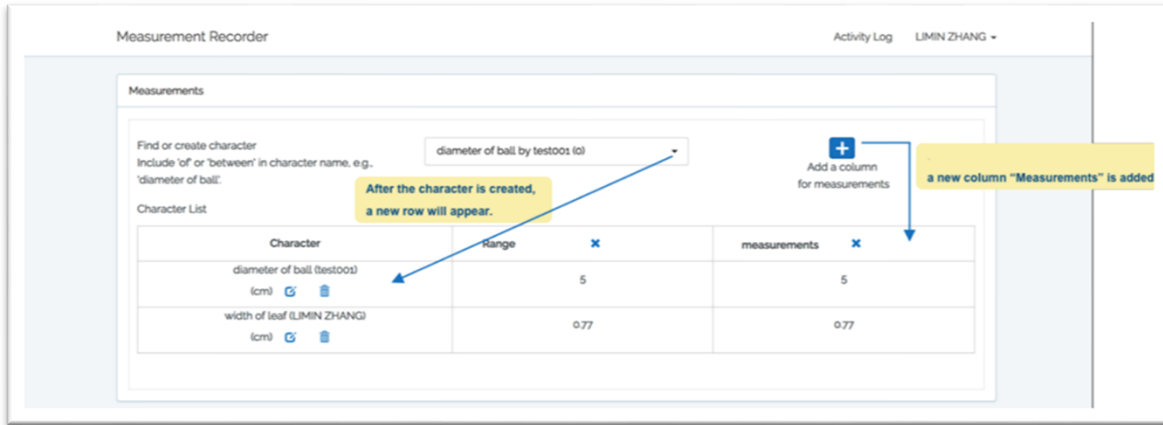 Measurement Recorder
Activity Log LIMIN ZHANG
Measurements
Find or create character
Include 'of' or 'between' in character name, e.g.,
'diameter of ball'.
diameter of ball by test001 (0)
Add a column
for measurements
a new column “Measurements” is added
After the character is created,
a new row will appear.
Character List
Character Range measurements
diameter of ball (test001)
(cm)
5 5
width of leaf (LIMIN ZHANG)
(cm)
0.77 0.77